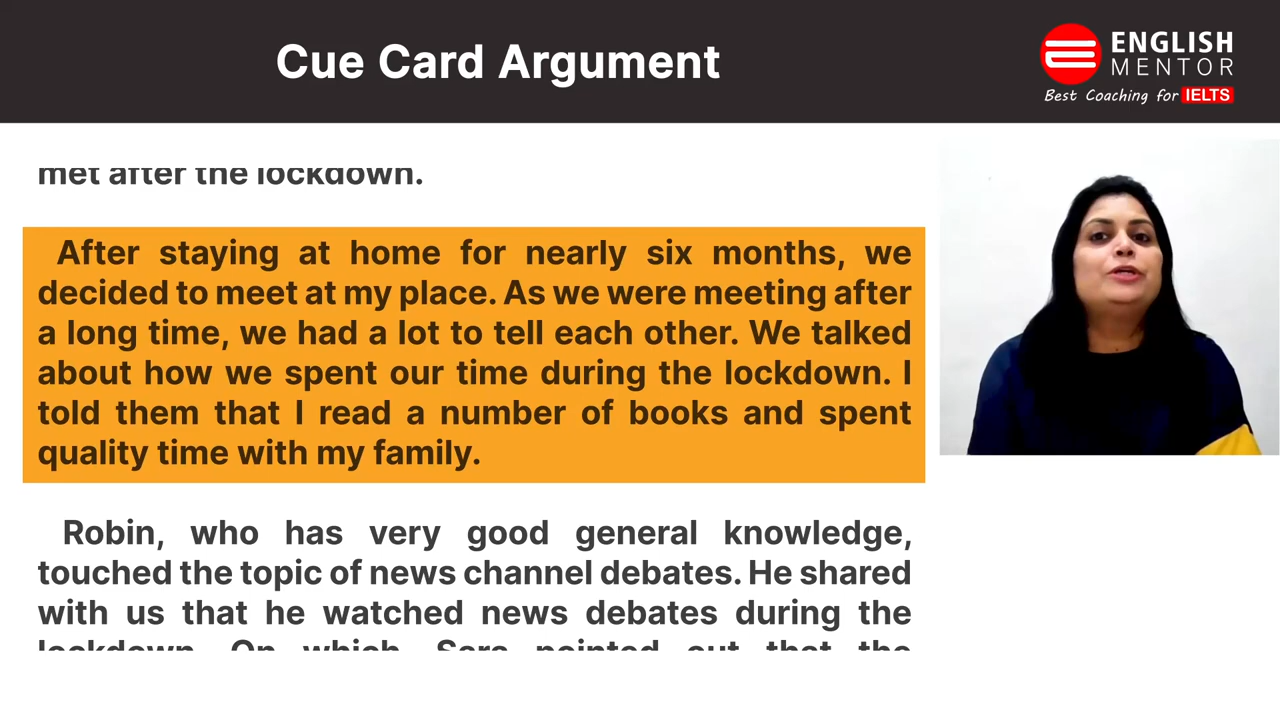 Cue Card Argument
ENGLISH
MENTOR
Best Coaching for IELTS
met after the lockdown.
After staying at home for nearly six months, we
decided to meet at my place. As we were meeting after
a long time, we had a lot to tell each other. We talked
about how we spent our time during the lockdown. I
told them that I read a number of books and spent
quality time with my family.
Robin, who has very good general knowledge,
touched the topic of news channel debates. He shared
with us that he watched news debates during the
lockdown. On which, Sara pointed out that the